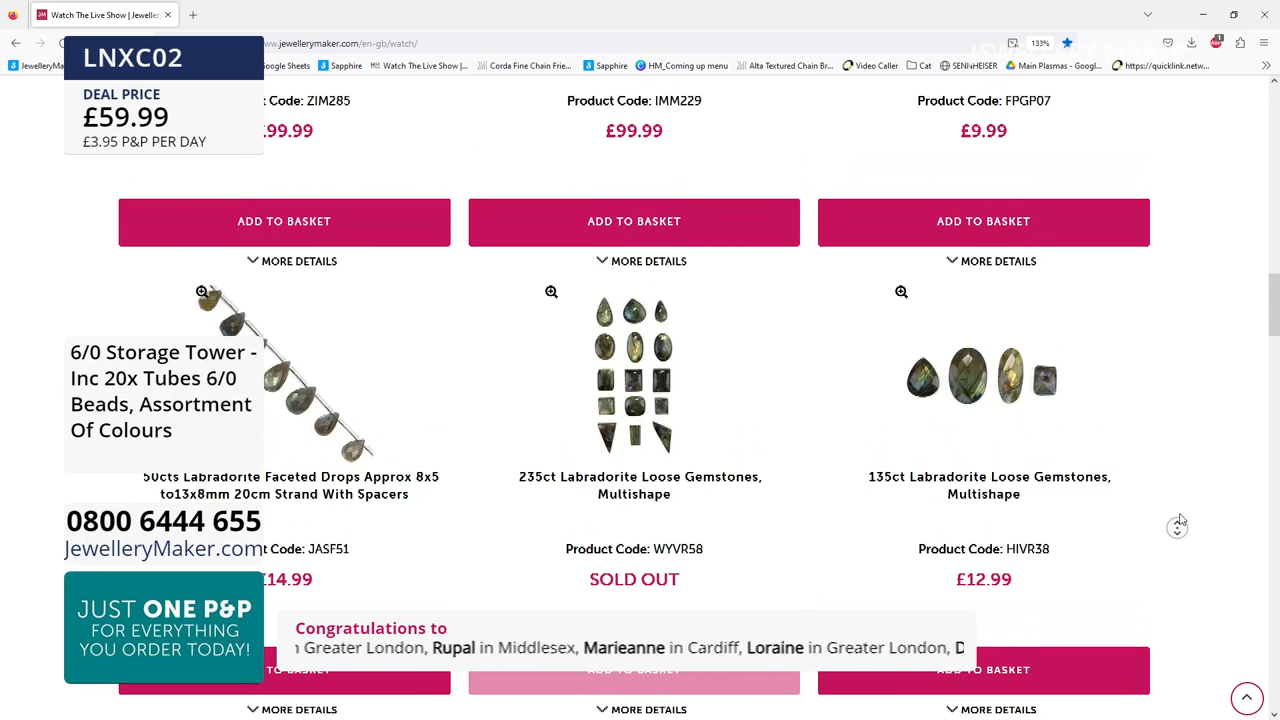 Watch The Live Show | Jewellery
ww.jewellerymaker.com/en-gb/watch/
133%
1
JewelleryM
Google Sheets
Sapphire
Watch The Live Show |...
Corda Fine Chain Frie...
Sapphire
HM_Coming up menu
Alta Textured Chain Br...
Video Caller
Cat
SENNHEISER
Main Plasmas - Googl...
https://quicklink.netw...
LNXC02
DEAL PRICE
£59.99
£3.95 P&P PER DAY
t Code: ZIM285
Product Code: IMM229
Product Code: FPGP07
£99.99
£99.99
£9.99
ADD TO BASKET
ADD TO BASKET
ADD TO BASKET
MORE DETAILS
MORE DETAILS
MORE DETAILS
6/0 Storage Tower -
Inc 20x Tubes 6/0
Beads, Assortment
Of Colours
50cts Labradorite Faceted Drops Approx 8x5
to13x8mm 20cm Strand With Spacers
235ct Labradorite Loose Gemstones,
Multishape
135ct Labradorite Loose Gemstones,
Multishape
0800 6444 655
JewelleryMaker.com
t Code: JASF51
Product Code: WYVR58
Product Code: HIVR38
£14.99
SOLD OUT
£12.99
JUST ONE P&P
FOR EVERYTHING
YOU ORDER TODAY!
Congratulations to
n Greater London, Rupal in Middlesex, Marieanne in Cardiff, Loraine in Greater London, D
ADD TO BASKET
ADD TO BASKET
ADD TO BASKET
MORE DETAILS
MORE DETAILS
MORE DETAILS